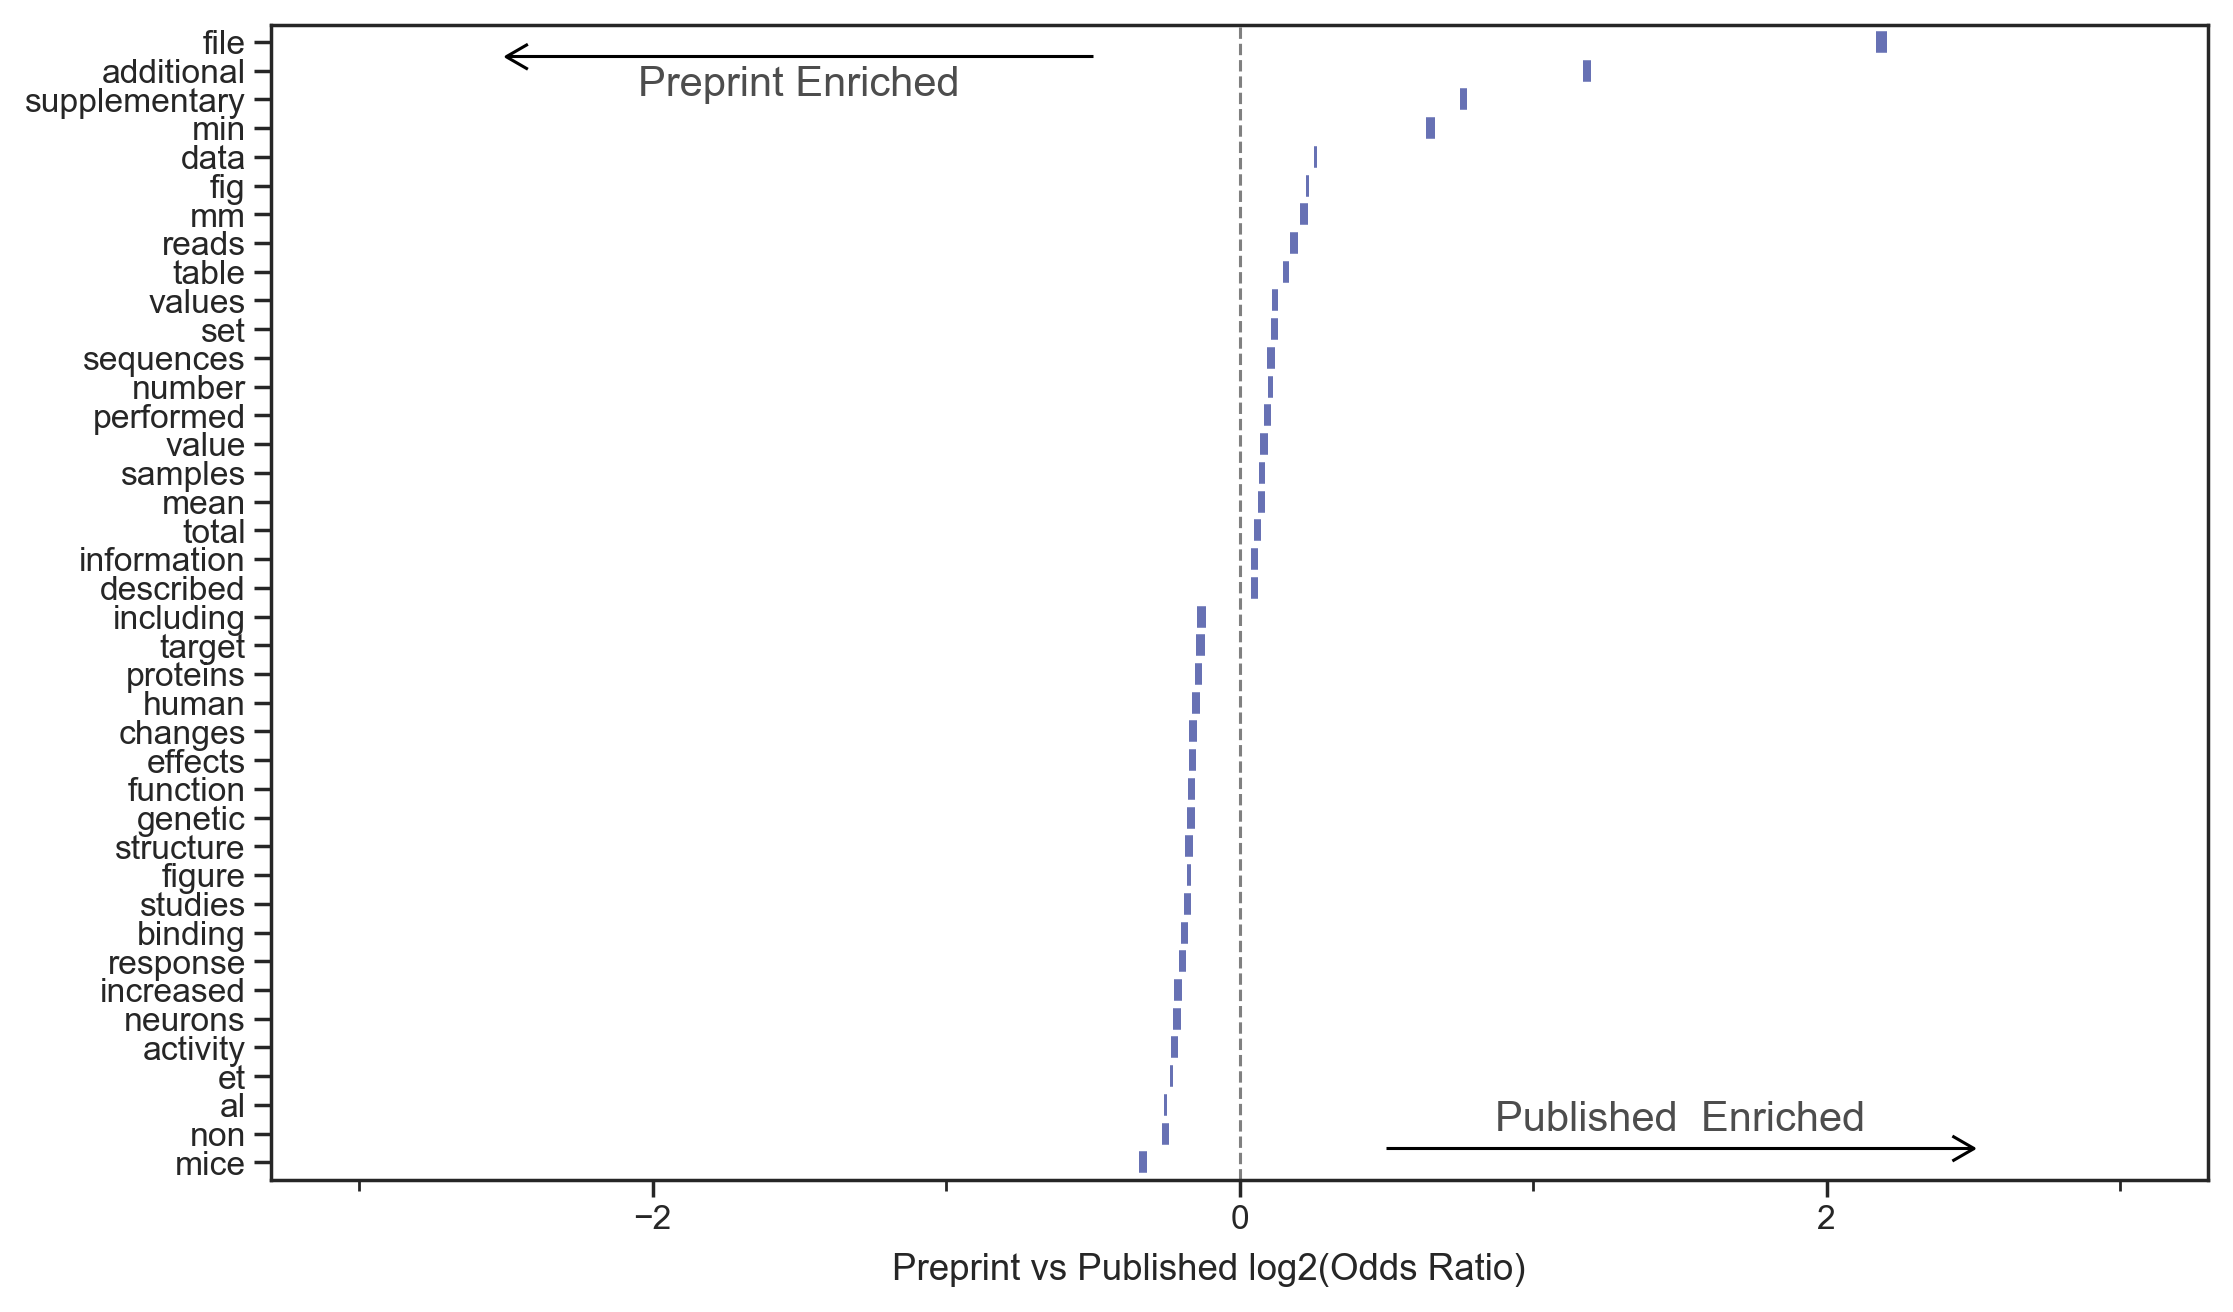 file
additional
supplementary
min
data
fig
mm
reads
table
values
set
sequences
number
performed
value
samples
mean
total
information
described
including
target
proteins
human
changes
effects
function
genetic
structure
figure
studies
binding
response
increased
neurons
activity
et
al
non
mice
Preprint Enriched
Published  Enriched
−2 0 2
Preprint vs Published log2(Odds Ratio)